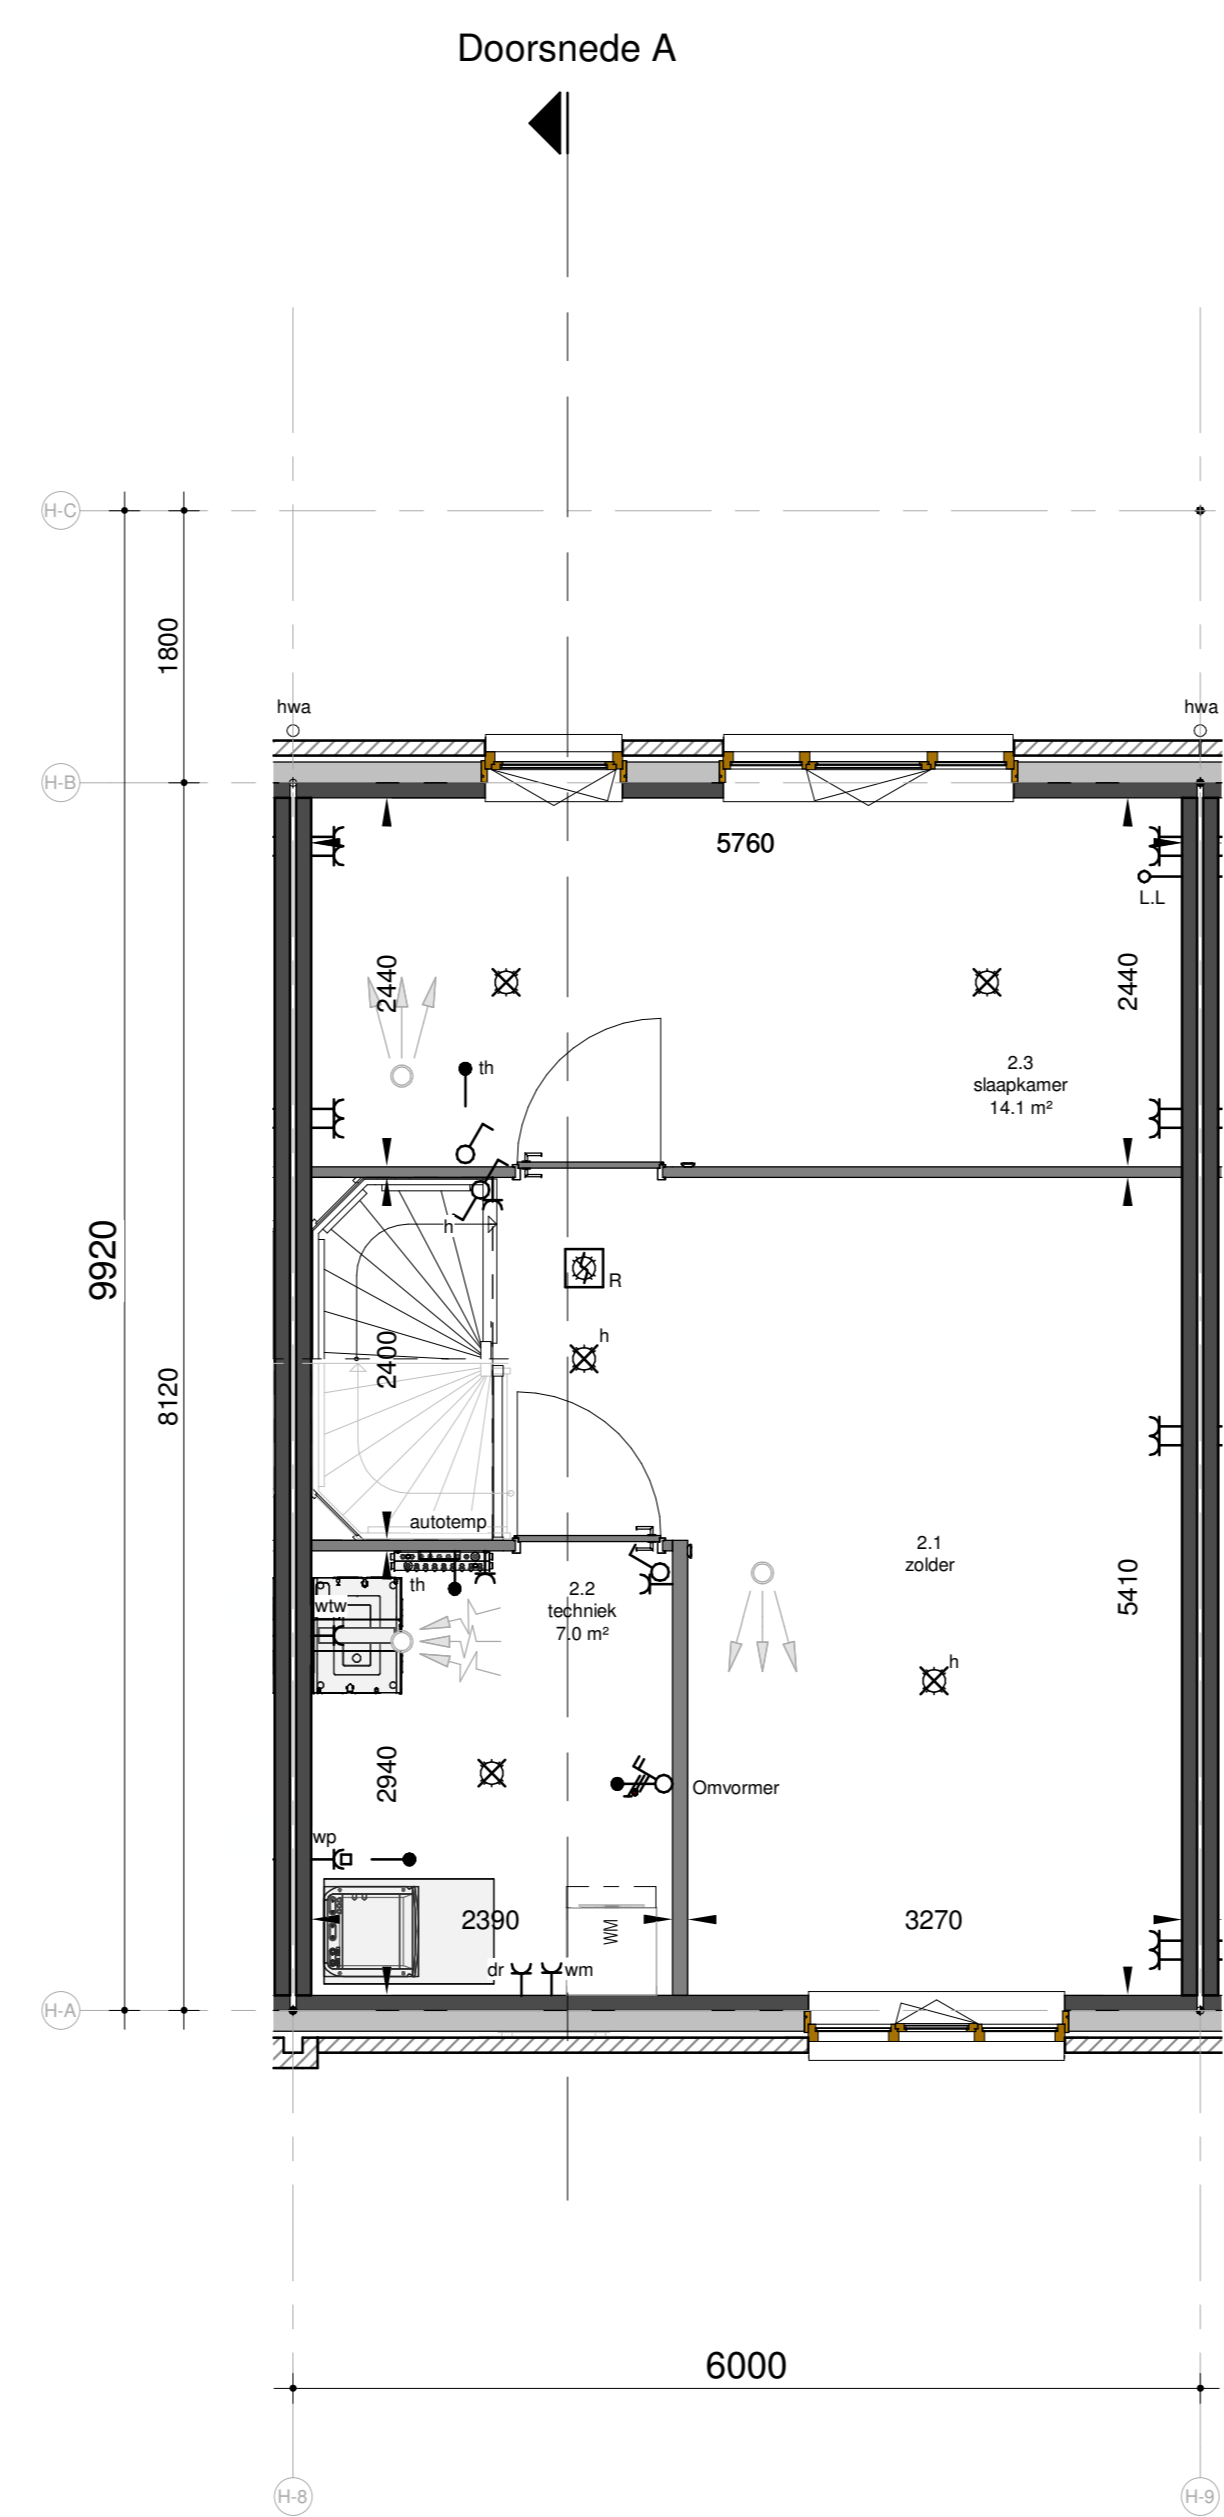 Doorsnede A
H-C
1800
hwa
hwa
H-B
5760
L.L
2440
2440
th
2.3
slaapkamer
14.1 m²
h
9920
R
h
2400
8120
autotemp
2.1
zolder
th
2.2
techniek
7.0 m²
wtw
5410
h
2940
Omvormer
wp
2390
WM
3270
dr
wm
H-A
6000
H-8
H-9